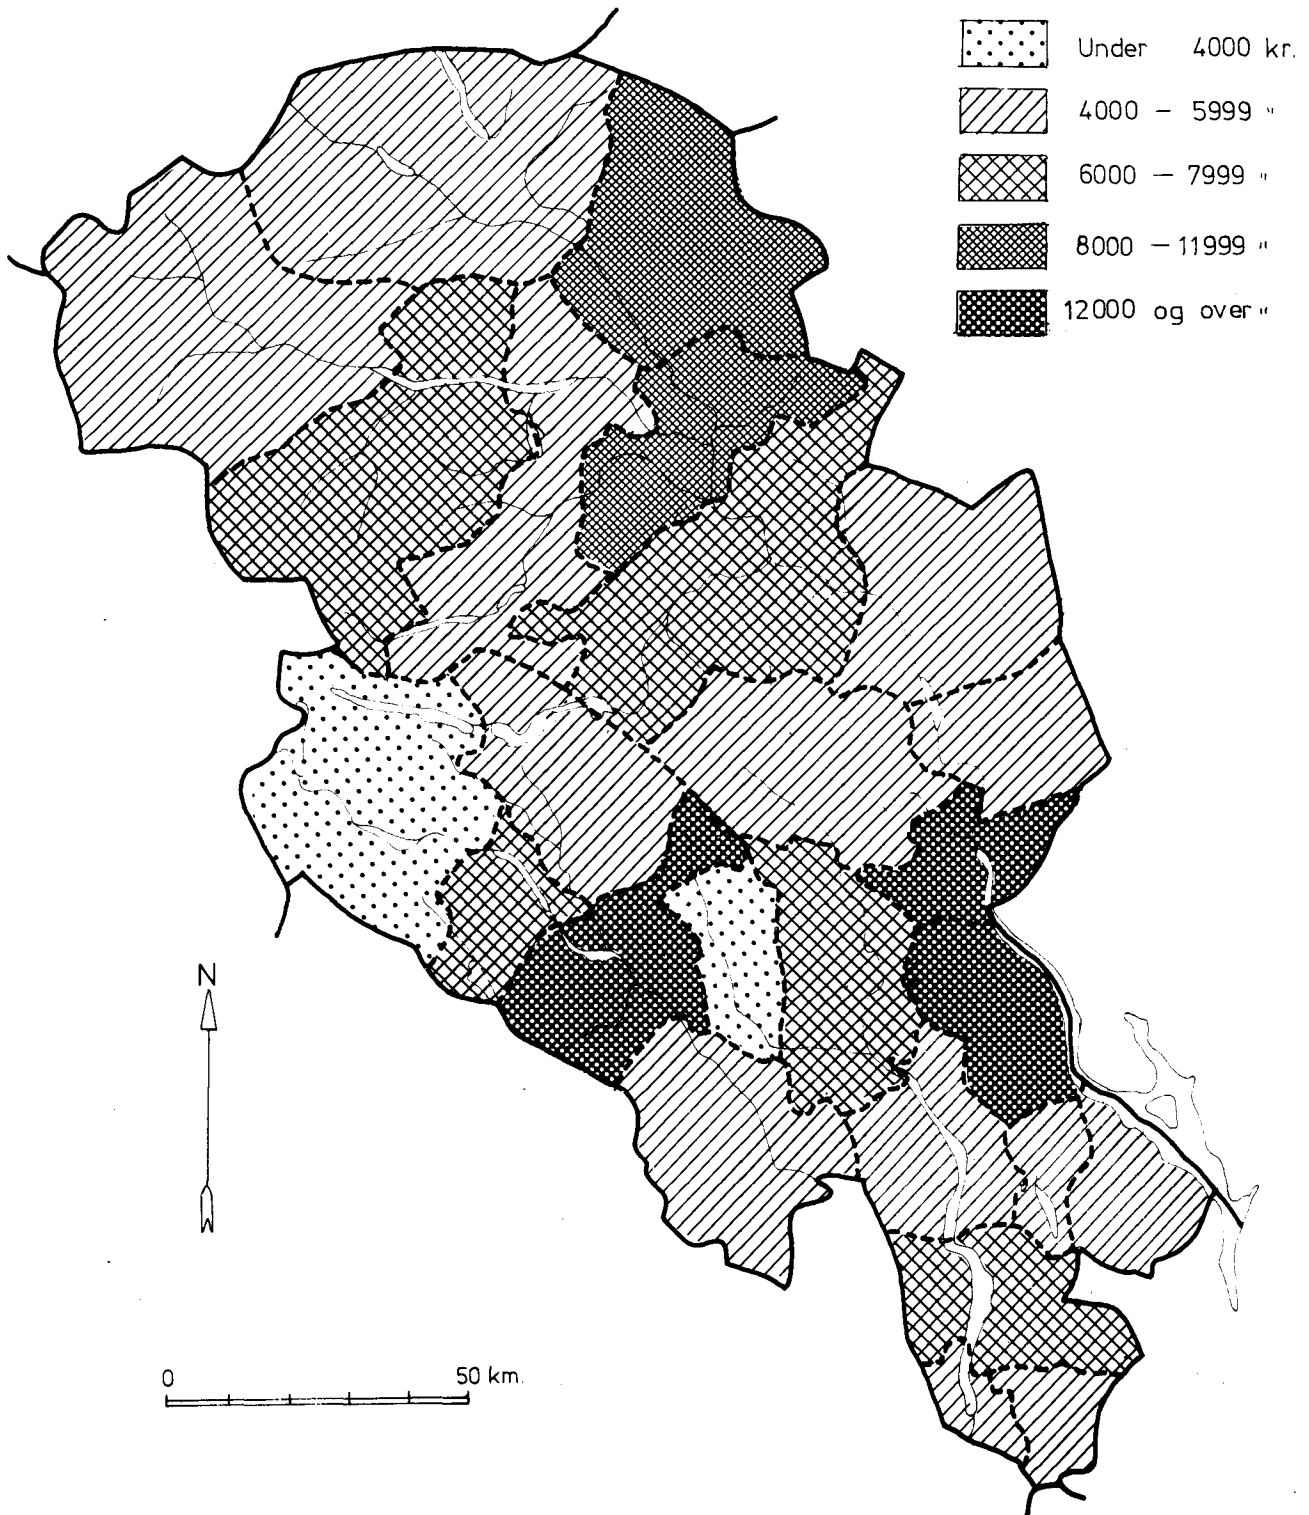 Under 4000 kr.
4000 – 5999 "
6000 – 7999 "
8000 – 11999 "
12000 og over "
N
0 50 km.